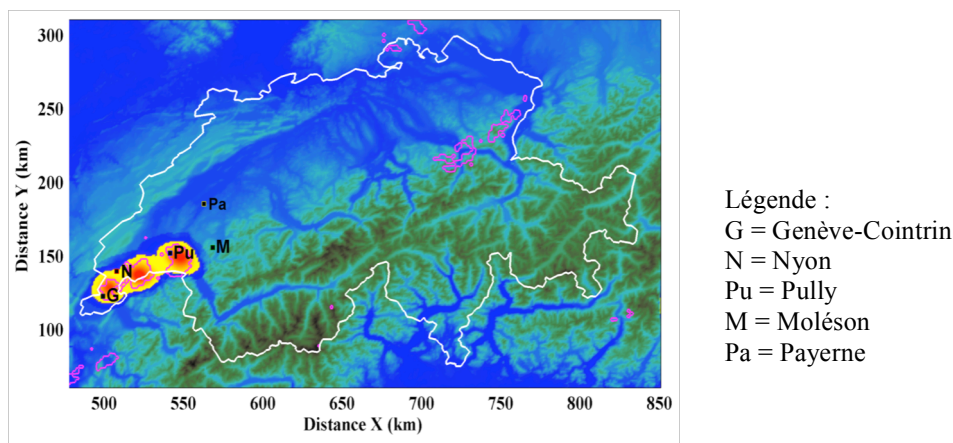 300
250
200
150
100
Distance Y (km)
Pa
M
Pu
N
G
500 550 600 650 700 750 800 850
Distance X (km)
Légende :
G = Genève-Cointrin
N = Nyon
Pu = Pully
M = Moléson
Pa = Payerne